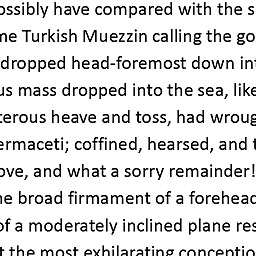 ossibly have compared with the s
me Turkish Muezzin calling the go
dropped head-foremost down int
us mass dropped into the sea, like
terous heave and toss, had wroug
ermaceti; coffined, hearsed, and t
ove, and what a sorry remainder!
he broad firmament of a forehead
of a moderately inclined plane res
t the most exhilarating conceptio